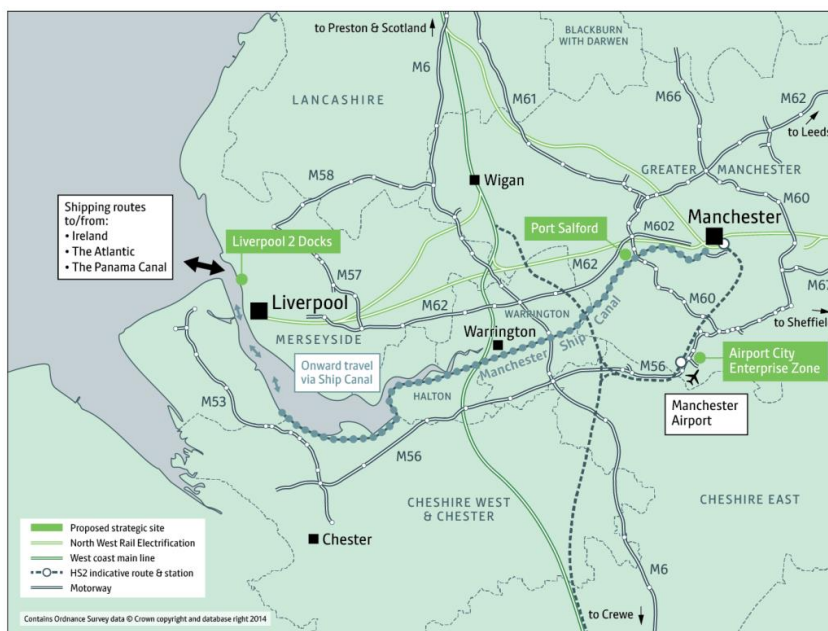 to Preston & Scotland
BLACKBURN
WITH DARWEN
M6
M61
M66
M62
to Leeds
LANCASHIRE
M58
Wigan
GREATER MANCHESTER
M60
Shipping routes
to/from:
• Ireland
• The Atlantic
• The Panama Canal
Liverpool 2 Docks
Port Salford
M602
Manchester
M57
M62
M67
Liverpool
M62
WARRINGTON
M60
to Sheffield
MERSEYSIDE
Warrington
Manchester Ship Canal
Onward travel
via Ship Canal
M56
Airport City
Enterprise Zone
M53
HALTON
Manchester
Airport
M56
CHESHIRE WEST
& CHESTER
CHESHIRE EAST
Chester
M6
to Crewe
Proposed strategic site
North West Rail Electrification
West coast main line
HS2 indicative route & station
Motorway
Contains Ordnance Survey data © Crown copyright and database right 2014